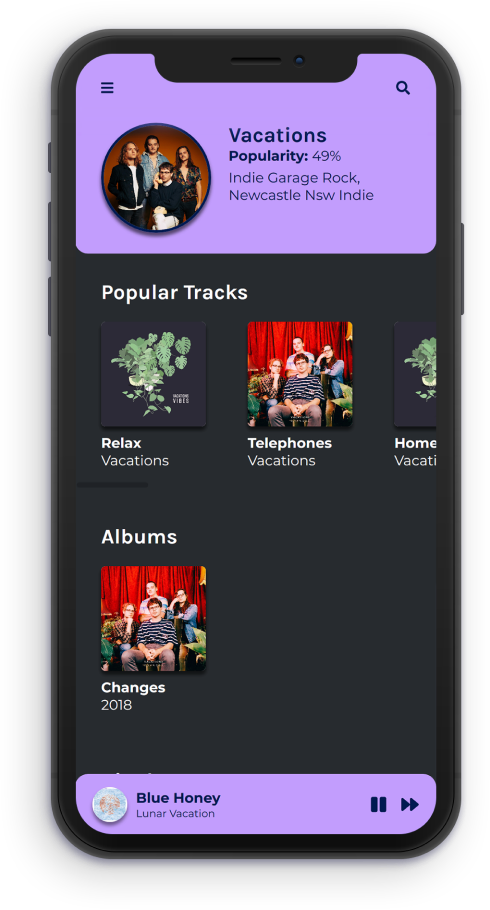 Vacations
Popularity: 49%
Indie Garage Rock,
Newcastle Nsw Indie
Popular Tracks
VACATIONS
VIBES
Relax
Vacations
Telephones
Vacations
Home
Vacati
Albums
Changes
2018
Blue Honey
Lunar Vacation